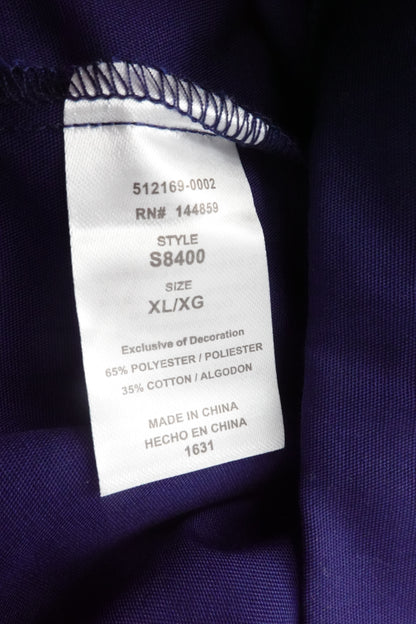 512169-0002
RN# 144859
STYLE
S8400
SIZE
XL/XG
Exclusive of Decoration
65% POLYESTER / POLIESTER
35% COTTON / ALGODON
MADE IN CHINA
HECHO EN CHINA
1631